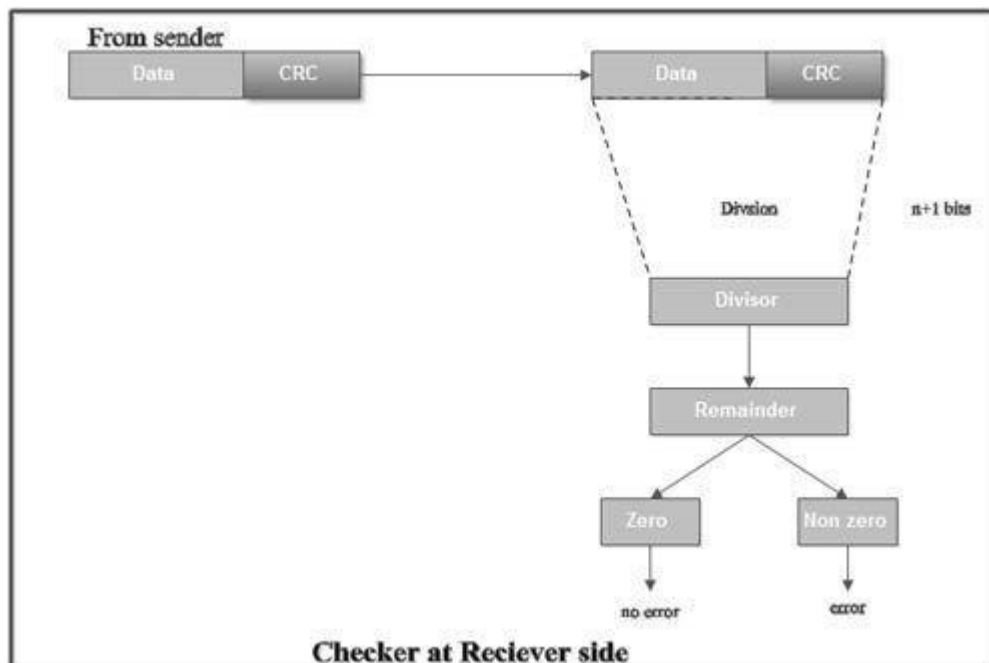 From sender
Data CRC Data CRC
Divsion n+1 bits
Divisor
Remainder
Zero Non zero
no error error
Checker at Reciever side